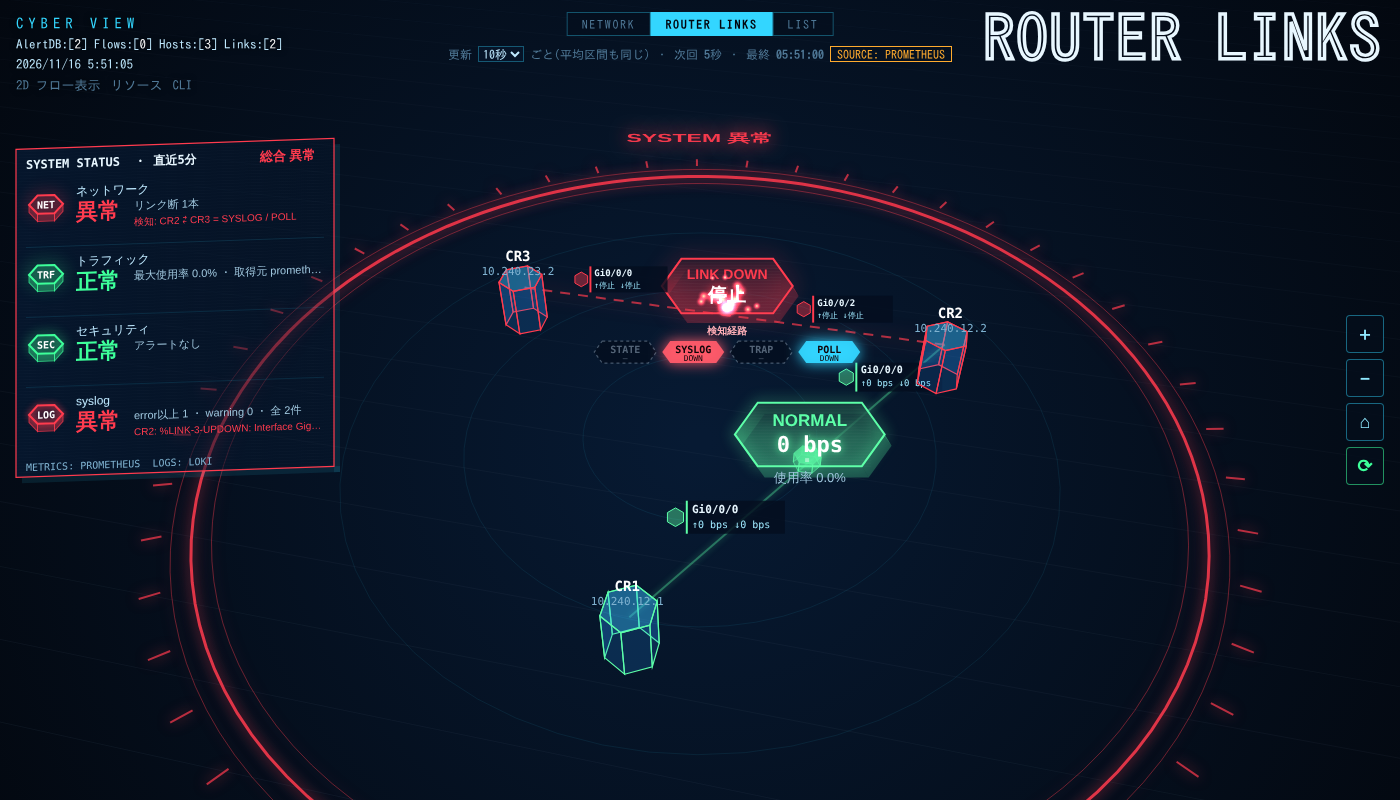 CYBER VIEW
AlertDB:[2] Flows:[0] Hosts:[3] Links:[2]
2026/11/16 5:51:05
2D フロー表示 リソース CLI
NETWORK
ROUTER LINKS
LIST
更新 10秒 ごと(平均区間も同じ) · 次回 5秒 · 最終 05:51:00 SOURCE: PROMETHEUS
ROUTER LINKS
SYSTEM 異常
SYSTEM STATUS · 直近5分
総合 異常
NET
ネットワーク
異常
リンク断 1本
検知: CR2 ⇄ CR3 = SYSLOG / POLL
TRF
トラフィック
正常
最大使用率 0.0% · 取得元 prometh…
SEC
セキュリティ
正常
アラートなし
LOG
syslog
異常
error以上 1 · warning 0 · 全 2件
CR2: %LINK-3-UPDOWN: Interface Gig…
METRICS: PROMETHEUS LOGS: LOKI
CR3
10.240.23.2
Gi0/0/0
↑停止 ↓停止
LINK DOWN
停止
検知経路
Gi0/0/2
↑停止 ↓停止
CR2
10.240.12.2
STATE
—
SYSLOG
DOWN
TRAP
—
POLL
DOWN
Gi0/0/0
↑0 bps ↓0 bps
NORMAL
0 bps
使用率 0.0%
Gi0/0/0
↑0 bps ↓0 bps
CR1
10.240.12.1
+
−
⌂
⟳